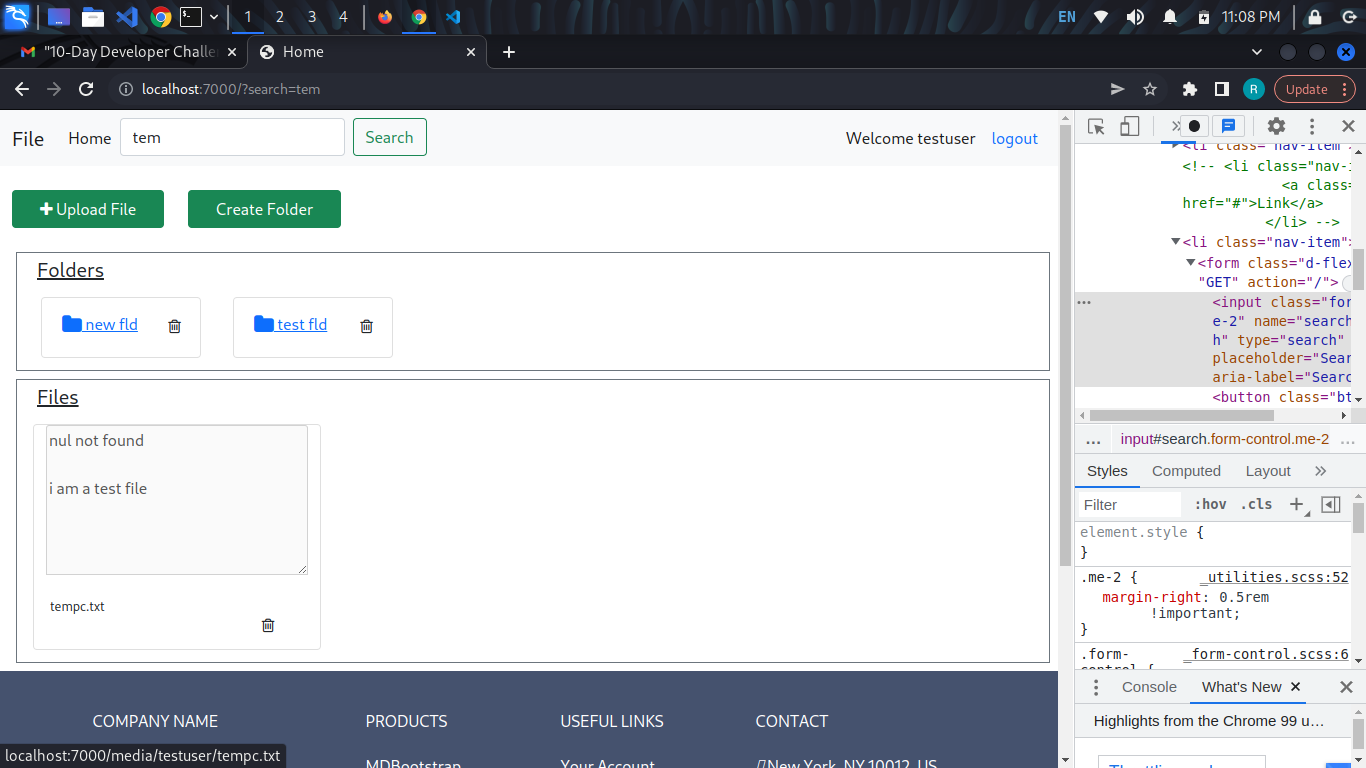 1 2 3 4 EN 11:08 PM
"10-Day Developer Challe Home
localhost:7000/?search=tem R Update
File Home tem Search Welcome testuser logout
Upload File Create Folder
Folders
new fld test fld
Files
nul not found
i am a test file
tempc.txt
COMPANY NAME PRODUCTS USEFUL LINKS CONTACT
MDBootstrap Your Account New York, NY 10012, US
localhost:7000/media/testuser/tempc.txt
<li class="nav-item"
<!-- <li class="nav-i
<a class=
href="#">Link</a>
</li> -->
<li class="nav-item">
<form class="d-flex
"GET" action="/">
<input class="for
e-2" name="search
h" type="search"
placeholder="Sear
aria-label="Searc
<button class="bt
... input#search.form-control.me-2 ...
Styles Computed Layout »
Filter :hov .cls +
element.style {
}
.me-2 { _utilities.scss:52
margin-right: 0.5rem
!important;
}
.form- _form-control.scss:6
control {
Console What's New
Highlights from the Chrome 99 u...